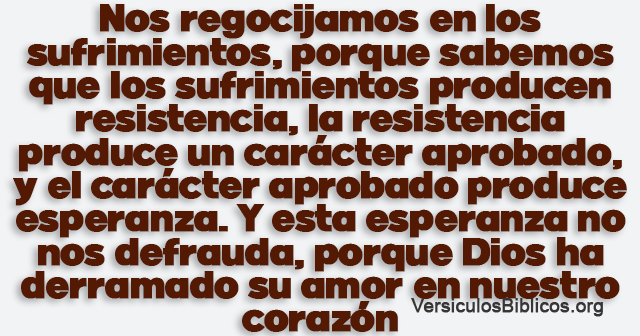 Nos regocijamos en los
sufrimientos, porque sabemos
que los sufrimientos producen
resistencia, la resistencia
produce un carácter aprobado,
y el carácter aprobado produce
esperanza. Y esta esperanza no
nos defrauda, porque Dios ha
derramado su amor en nuestro
corazón
VersiculosBiblicos.org